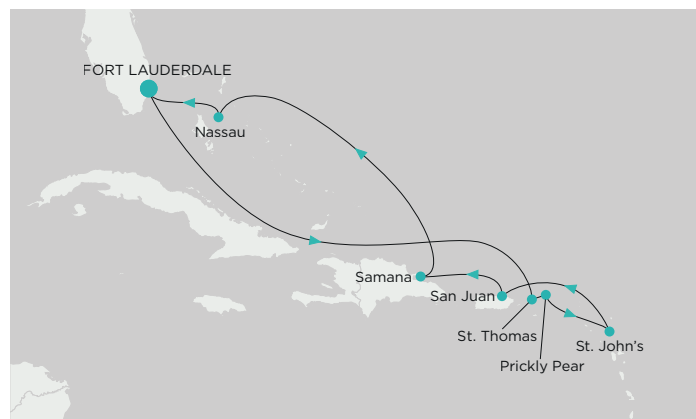 FORT LAUDERDALE
Nassau
Samana
San Juan
St. Thomas
St. John's
Prickly Pear